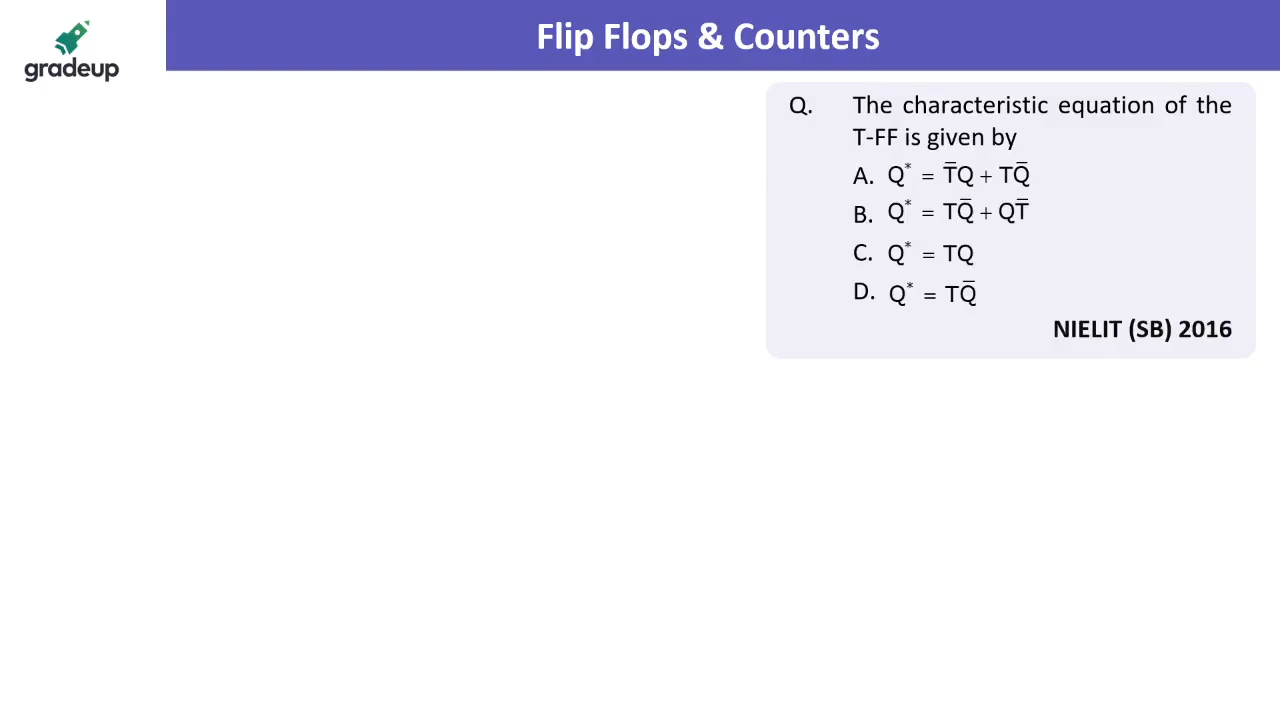 gradeup
Flip Flops & Counters
Q. The characteristic equation of the
T-FF is given by
A. Q* = T̅Q + TQ̅
B. Q* = TQ̅ + QT̅
C. Q* = TQ
D. Q* = TQ̅
NIELIT (SB) 2016